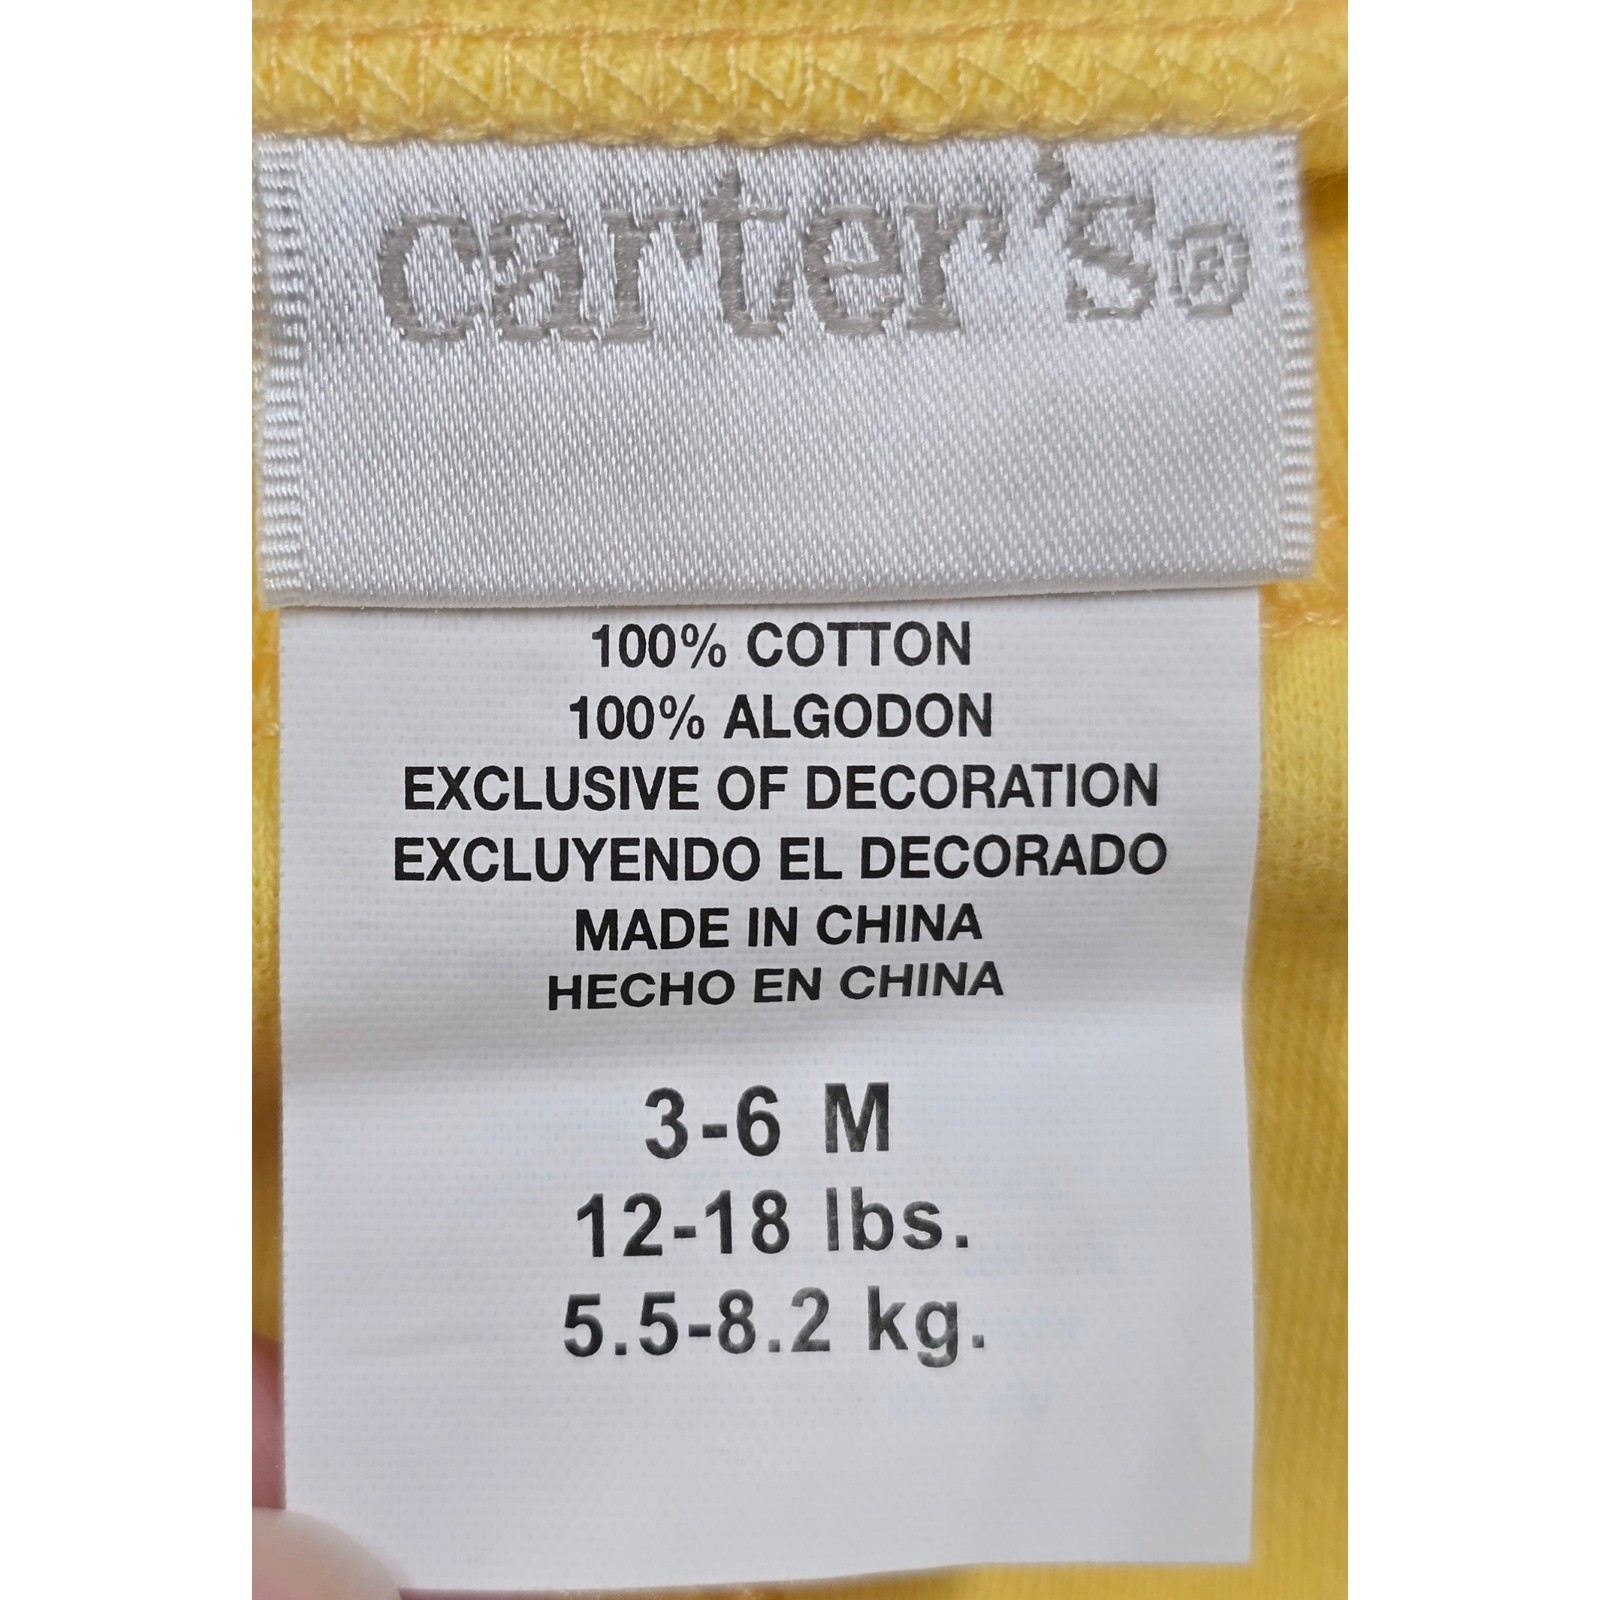 carter's®
100% COTTON
100% ALGODON
EXCLUSIVE OF DECORATION
EXCLUYENDO EL DECORADO
MADE IN CHINA
HECHO EN CHINA
3-6 M
12-18 lbs.
5.5-8.2 kg.